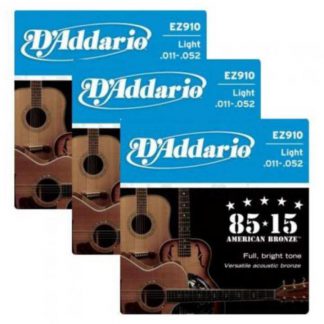 EZ910
D'Addario
Light
.011-.052
EZ910
D'Addario
Light
.011-.052
EZ910
D'Addario
Light
.011-.052
85★15
AMERICAN BRONZE™
Full, bright tone
Versatile acoustic bronze